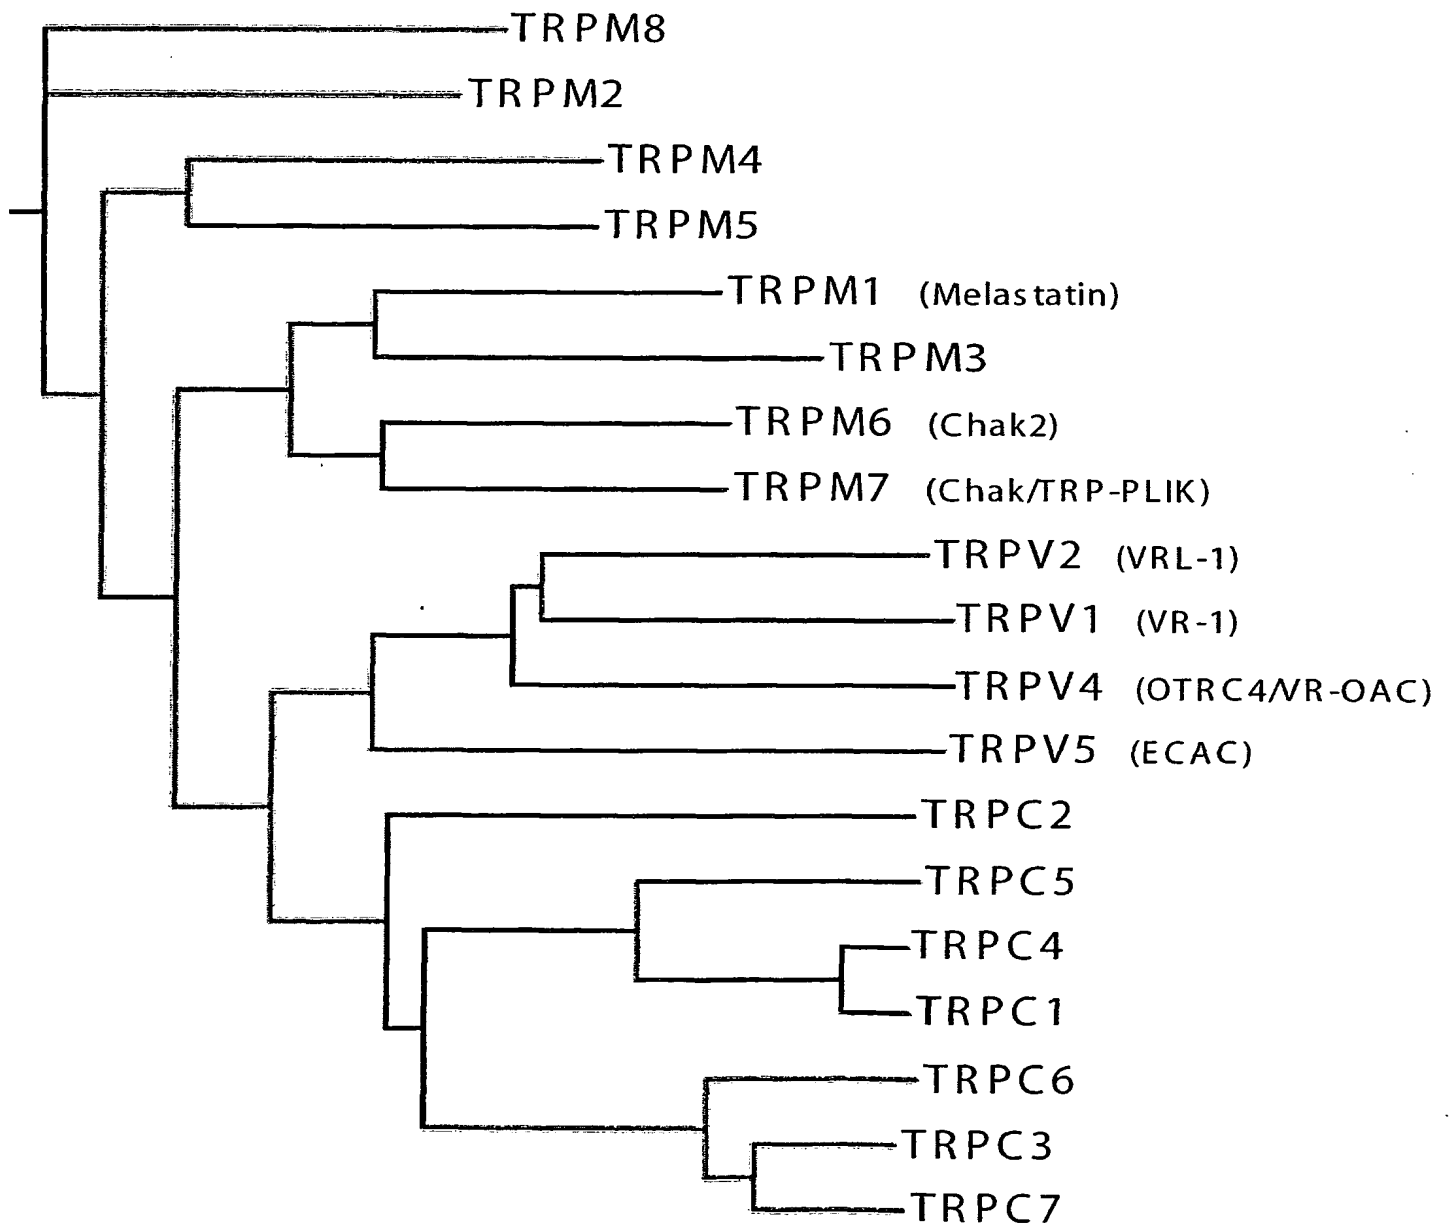 TRPM8
TRPM2
TRPM4
TRPM5
TRPM1 (Melastatin)
TRPM3
TRPM6 (Chak2)
TRPM7 (Chak/TRP-PLIK)
TRPV2 (VRL-1)
TRPV1 (VR-1)
TRPV4 (OTRC4/VR-OAC)
TRPV5 (ECAC)
TRPC2
TRPC5
TRPC4
TRPC1
TRPC6
TRPC3
TRPC7